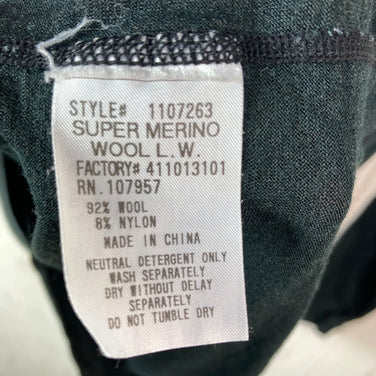 STYLE# 1107263
SUPER MERINO
WOOL L.W.
FACTORY# 411013101
RN.107957
92% WOOL
8% NYLON
MADE IN CHINA
NEUTRAL DETERGENT ONLY
WASH SEPARATELY
DRY WITHOUT DELAY
SEPARATELY
DO NOT TUMBLE DRY